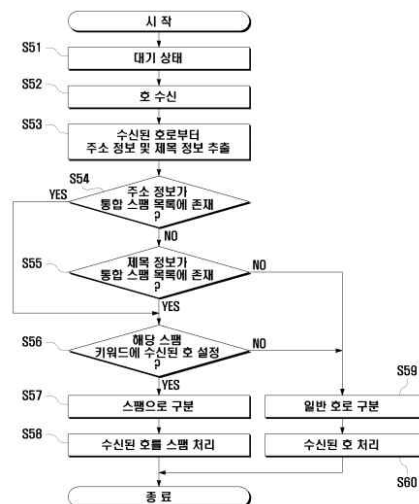 시 작
S51
대기 상태
S52
호 수신
S53
수신된 호로부터
주소 정보 및 제목 정보 추출
S54
주소 정보가
통합 스팸 목록에 존재
?
YES
NO
S55
제목 정보가
통합 스팸 목록에 존재
?
NO
YES
S56
해당 스팸
키워드에 수신된 호 설정
?
NO
YES
S57
스팸으로 구분
S59
일반 호로 구분
S58
수신된 호를 스팸 처리
수신된 호 처리
S60
종 료